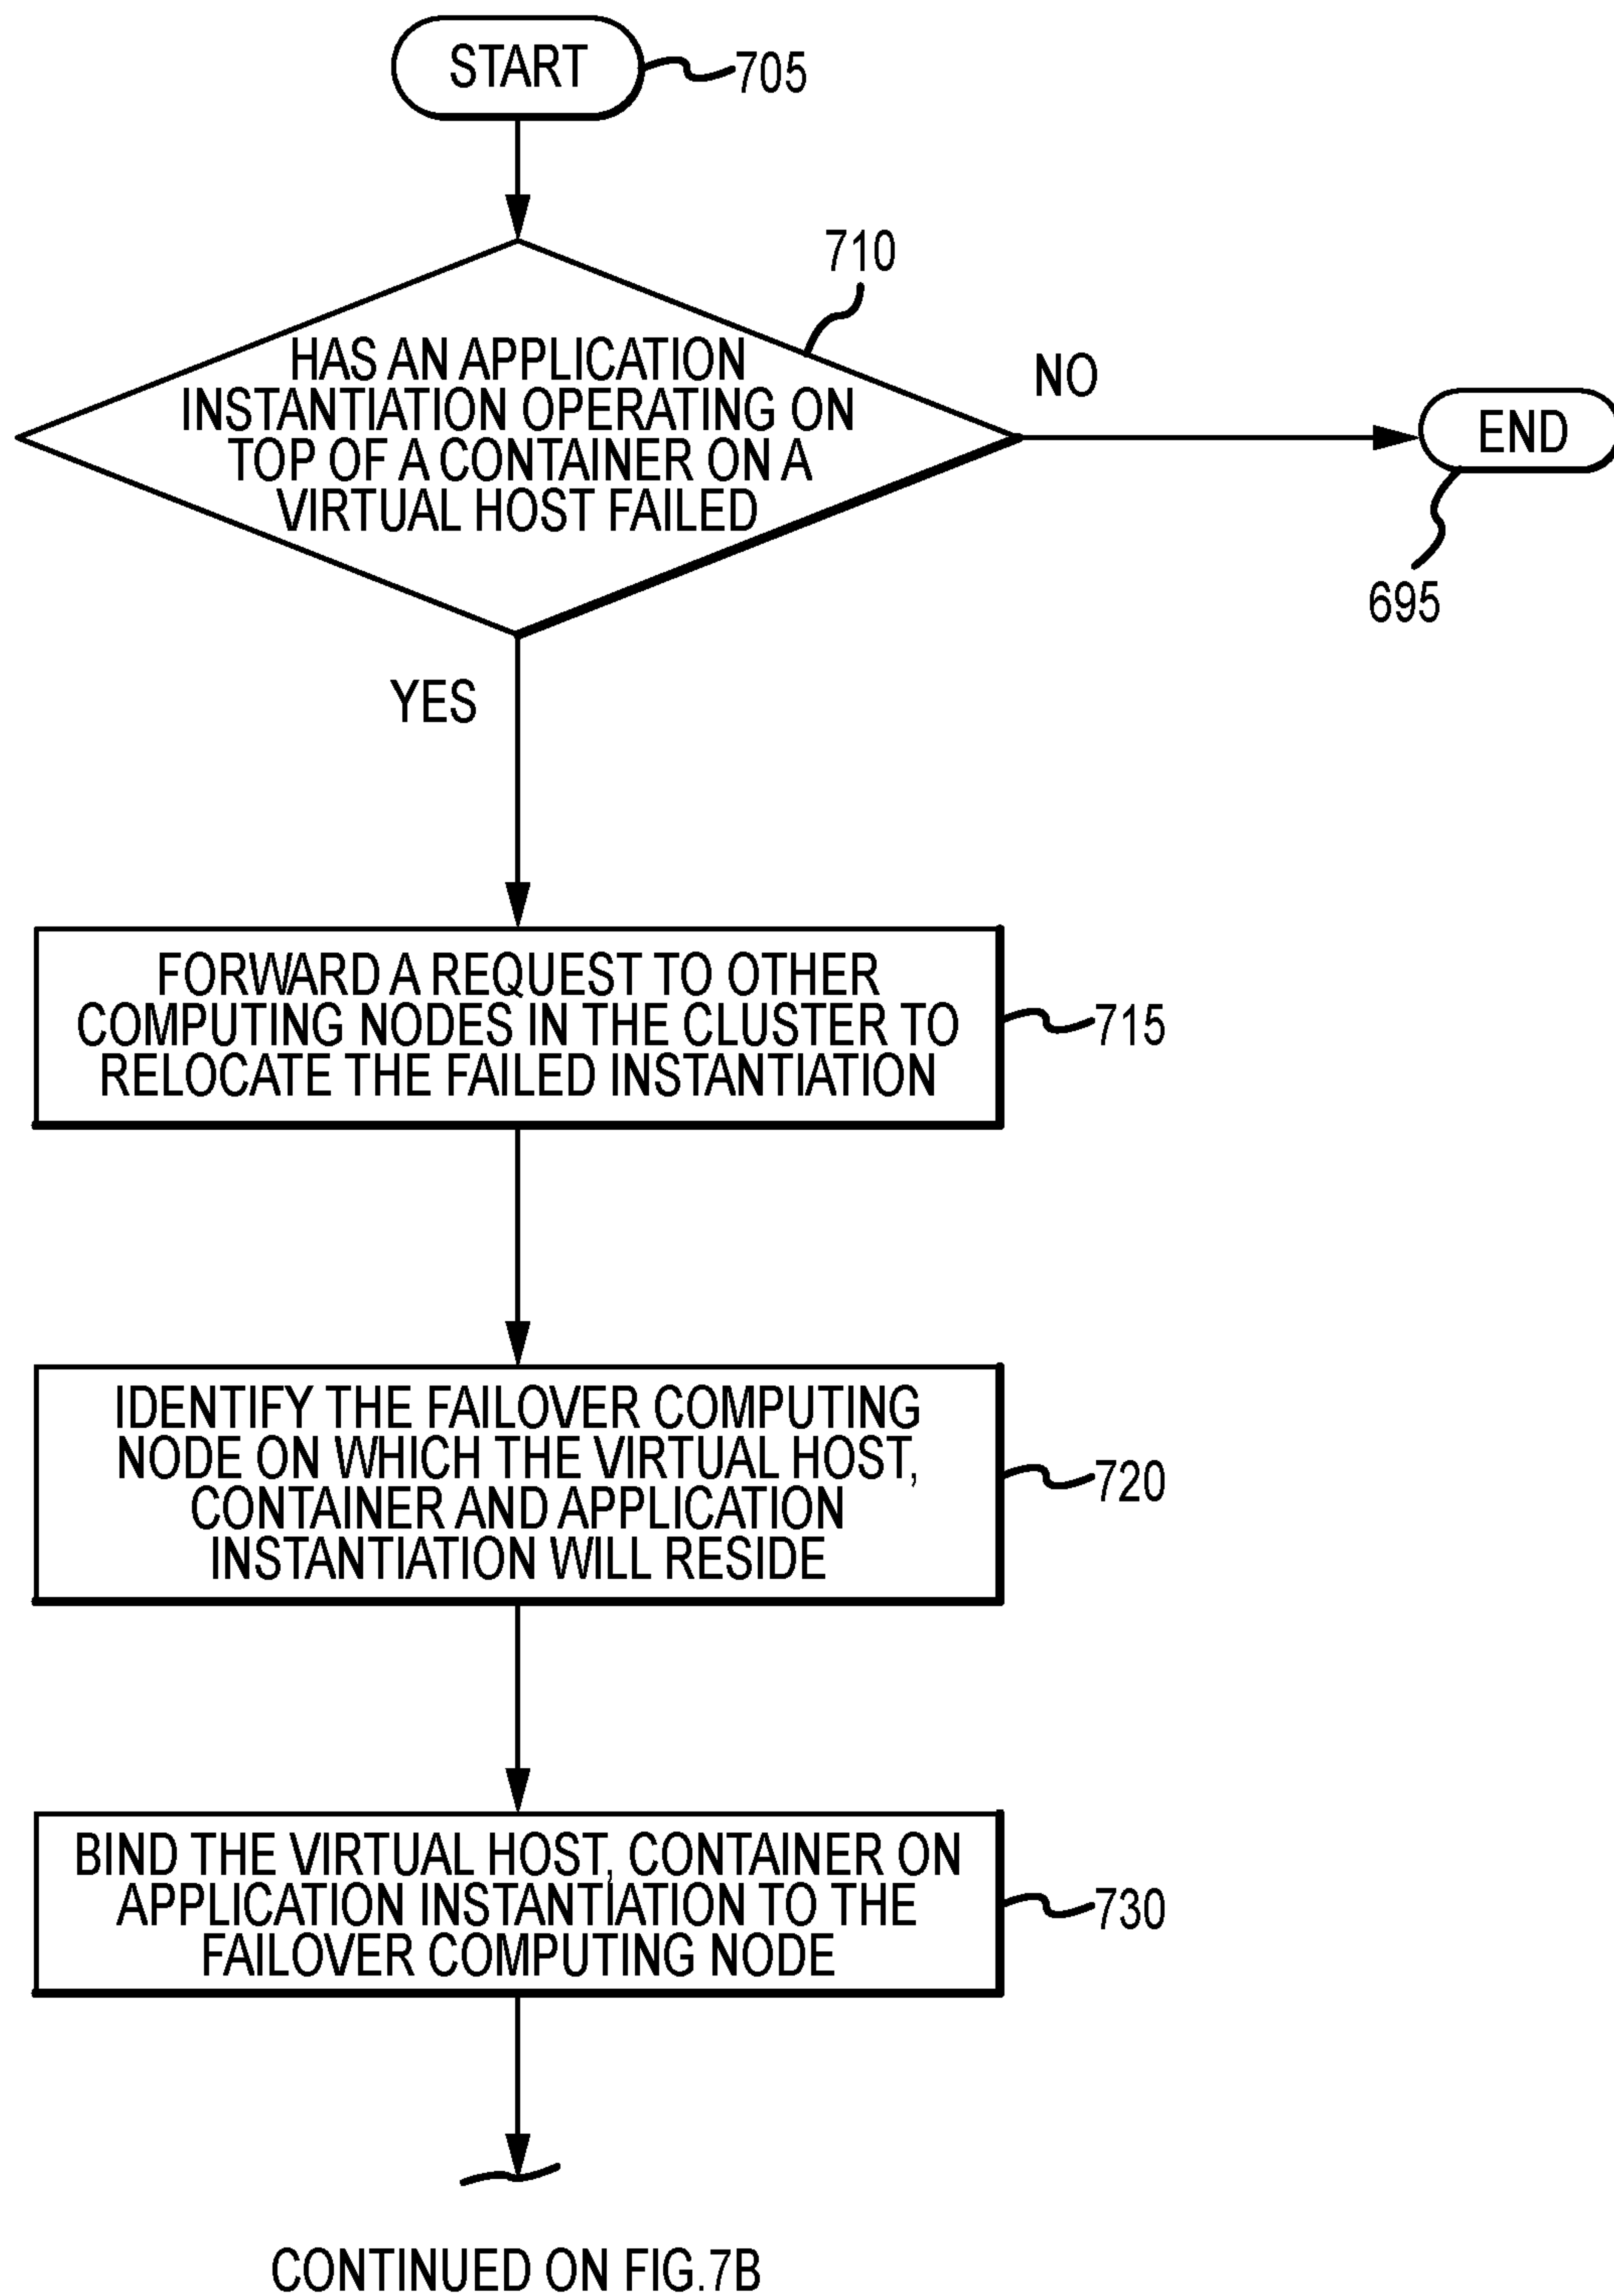 START
705
710
HAS AN APPLICATION
INSTANTIATION OPERATING ON
TOP OF A CONTAINER ON A
VIRTUAL HOST FAILED
NO
END
695
YES
FORWARD A REQUEST TO OTHER
COMPUTING NODES IN THE CLUSTER TO
RELOCATE THE FAILED INSTANTIATION
715
IDENTIFY THE FAILOVER COMPUTING
NODE ON WHICH THE VIRTUAL HOST,
CONTAINER AND APPLICATION
INSTANTIATION WILL RESIDE
720
BIND THE VIRTUAL HOST, CONTAINER ON
APPLICATION INSTANTIATION TO THE
FAILOVER COMPUTING NODE
730
CONTINUED ON FIG.7B